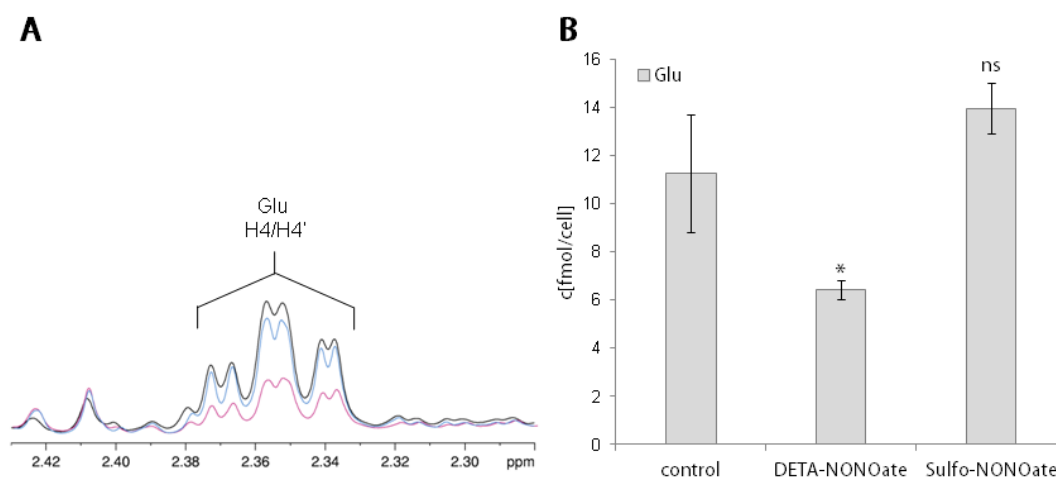 A
Glu
H4/H4'
2.42 2.40 2.38 2.36 2.34 2.32 2.30 ppm
B
16
14
12
10
8
6
4
2
0
c[fmol/cell]
Glu
ns
*
control DETA-NONOate Sulfo-NONOate